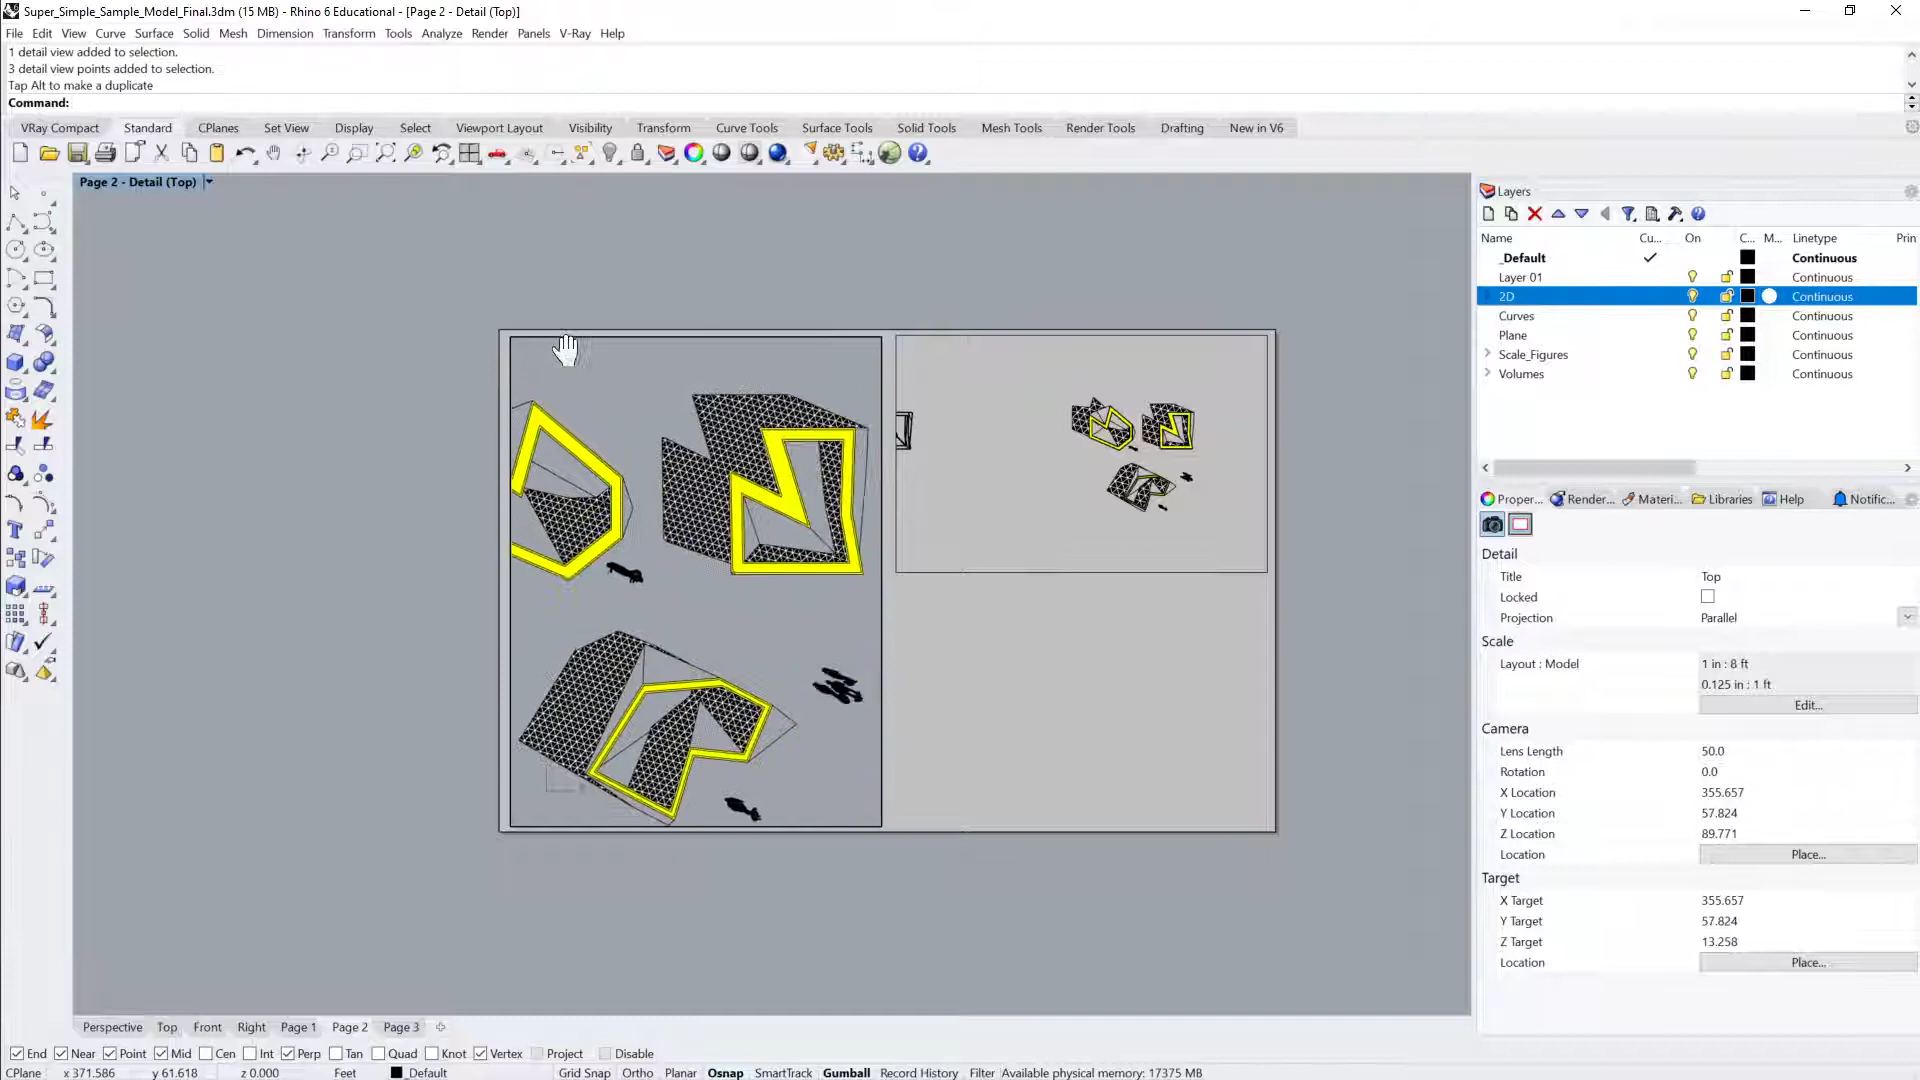 Super_Simple_Sample_Model_Final.3dm (15 MB) - Rhino 6 Educational - [Page 2 - Detail (Top)]
File Edit View Curve Surface Solid Mesh Dimension Transform Tools Analyze Render Panels V-Ray Help
1 detail view added to selection.
3 detail view points added to selection.
Tap Alt to make a duplicate
Command:
VRay Compact Standard CPlanes Set View Display Select Viewport Layout Visibility Transform Curve Tools Surface Tools Solid Tools Mesh Tools Render Tools Drafting New in V6
Page 2 - Detail (Top)
Layers
Name Cu... On C... M... Linetype Prin
_Default Continuous
Layer 01 Continuous
2D Continuous
Curves Continuous
Plane Continuous
Scale_Figures Continuous
Volumes Continuous
Proper... Render... Materi... Libraries Help Notific...
Detail
Title Top
Locked
Projection Parallel
Scale
Layout : Model 1 in : 8 ft
0.125 in : 1 ft
Edit...
Camera
Lens Length 50.0
Rotation 0.0
X Location 355.657
Y Location 57.824
Z Location 89.771
Location Place...
Target
X Target 355.657
Y Target 57.824
Z Target 13.258
Location Place...
Perspective Top Front Right Page 1 Page 2 Page 3
End Near Point Mid Cen Int Perp Tan Quad Knot Vertex Project Disable
CPlane x 371.586 y 61.618 z 0.000 Feet _Default Grid Snap Ortho Planar Osnap SmartTrack Gumball Record History Filter Available physical memory: 17375 MB